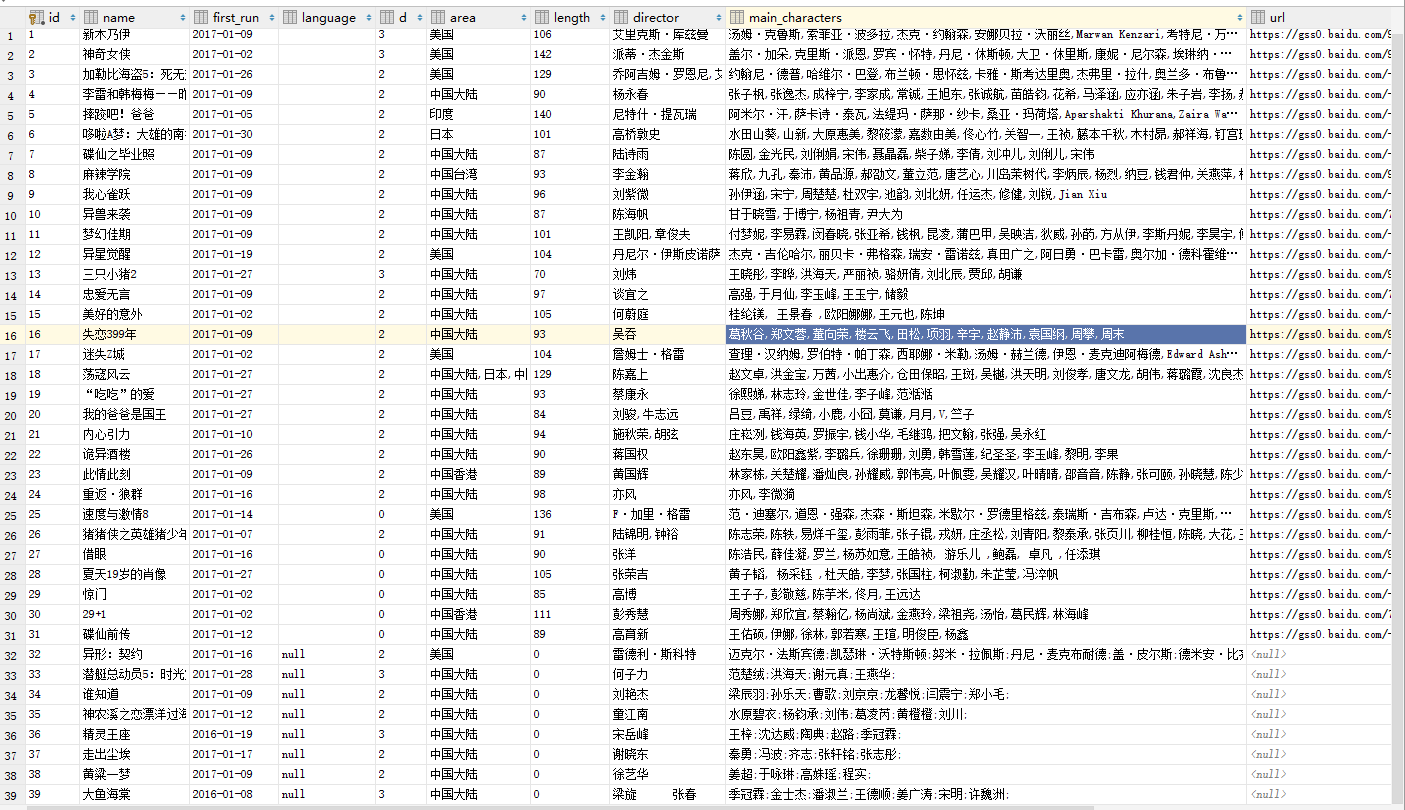 id name first_run language d area length director main_characters url
1 1 新木乃伊 2017-01-09 3 美国 106 艾里克斯·库兹曼 汤姆·克鲁斯,索菲亚·波多拉,杰克·约翰森,安娜贝拉·沃丽丝,Marwan Kenzari,考特尼·万… https://gss0.baidu.com/9
2 2 神奇女侠 2017-01-09 3 美国 142 派蒂·杰金斯 盖尔·加朵,克里斯·派恩,罗宾·怀特,丹尼·休斯顿,大卫·休里斯,康妮·尼尔森,埃琳纳·… https://gss0.baidu.com/9
3 3 加勒比海盗5：死无 2017-01-26 2 美国 129 乔阿吉姆·罗恩尼, 约翰尼·德普,哈维尔·巴登,布兰顿·思怀兹,卡雅·斯考达里奥,杰弗里·拉什,奥兰多·布鲁… https://gss0.baidu.com/9
4 4 李雷和韩梅梅——昨 2017-01-09 2 中国大陆 90 杨永春 张子枫,张逸杰,成梓宁,李家成,常铖,王旭东,张诚航,苗皓钧,花希,马泽涵,应亦涵,朱子岩,李扬, https://gss0.baidu.com/-
5 5 摔跤吧！爸爸 2017-01-05 2 印度 140 尼特什·提瓦瑞 阿米尔·汗,萨卡诗·泰瓦,法缇玛·萨那·纱卡,桑亚·玛荷塔,Aparshakti Khurana,Zaira Wa… https://gss0.baidu.com/-
6 6 哆啦A梦：大雄的南 2017-01-30 2 日本 101 高桥敦史 水田山葵,山新,大原惠美,黎筱濛,嘉数由美,佟心竹,关智一,王祯,藤本千秋,木村昴,郝祥海,钉宫理 https://gss0.baidu.com/9
7 7 碟仙之毕业照 2017-01-09 2 中国大陆 87 陆诗雨 陈圆,金光民,刘俐娟,宋伟,聂晶磊,柴子娣,李倩,刘冲儿,刘俐儿,宋伟 https://gss0.baidu.com/-
8 8 麻辣学院 2017-01-09 2 中国台湾 93 李金瀚 蒋欣,九孔,秦沛,黄品源,郝劭文,董立范,唐艺心,川岛茉树代,李炳辰,杨烈,纳豆,钱君仲,关燕萍, https://gss0.baidu.com/-
9 9 我心雀跃 2017-01-09 2 中国大陆 96 刘紫微 孙伊涵,宋宁,周楚楚,杜双宇,池韵,刘北妍,任运杰,修健,刘锐,Jian Xiu https://gss0.baidu.com/-
10 10 异兽来袭 2017-01-09 2 中国大陆 87 陈海帆 甘于晓雪,于博宁,杨祖青,尹大为 https://gss0.baidu.com/7
11 11 梦幻佳期 2017-01-09 2 中国大陆 101 王凯阳,章俊夫 付梦妮,李易霖,闵春晓,张亚希,钱枫,昆凌,蒲巴甲,吴映洁,狄威,孙的,方从伊,李斯丹妮,李昊宇, https://gss0.baidu.com/-
12 12 异星觉醒 2017-01-19 2 美国 104 丹尼尔·伊斯皮诺萨 杰克·吉伦哈尔,丽贝卡·弗格森,瑞安·雷诺兹,真田广之,阿日勇·巴卡雷,奥尔加·德科霍维… https://gss0.baidu.com/-
13 13 三只小猪2 2017-01-27 3 中国大陆 70 刘炜 王晓彤,李晔,洪海天,严丽祯,骆妍倩,刘北辰,贾邱,胡谦 https://gss0.baidu.com/-
14 14 忠爱无言 2017-01-09 2 中国大陆 97 谈宜之 高强,于月仙,李玉峰,王玉宁,储毅 https://gss0.baidu.com/7
15 15 美好的意外 2017-01-02 2 中国大陆 105 何蔚庭 桂纶镁, 王景春 ,欧阳娜娜,王元也,陈坤 https://gss0.baidu.com/-
16 16 失恋399年 2017-01-09 2 中国大陆 93 吴呑 葛秋谷,郑文蓉,董向荣,楼云飞,田松,项羽,辛宇,赵静沛,袁国纲,周攀,周末 https://gss0.baidu.com/9
17 17 迷失Z城 2017-01-02 2 美国 104 詹姆士·格雷 查理·汉纳姆,罗伯特·帕丁森,西耶娜·米勒,汤姆·赫兰德,伊恩·麦克迪阿梅德,Edward Ash… https://gss0.baidu.com/-
18 18 荡寇风云 2017-01-27 2 中国大陆,日本,中 129 陈嘉上 赵文卓,洪金宝,万茜,小出惠介,仓田保昭,王斑,吴樾,洪天明,刘俊孝,唐文龙,胡伟,蒋璐霞,沈良杰 https://gss0.baidu.com/-
19 19 “吃吃”的爱 2017-01-27 2 中国大陆 93 蔡康永 徐熙娣,林志玲,金世佳,李子峰,范湉湉 https://gss0.baidu.com/-
20 20 我的爸爸是国王 2017-01-27 2 中国大陆 84 刘骏,牛志远 吕豆,禹祥,绿绮,小鹿,小囧,莫谦,月月,V,竺子 https://gss0.baidu.com/-
21 21 内心引力 2017-01-10 2 中国大陆 94 施秋荣,胡弦 庄崧冽,钱海英,罗振宇,钱小华,毛继鸿,把文翰,张强,吴永红 https://gss0.baidu.com/-
22 22 诡异酒楼 2017-01-26 2 中国大陆 90 蒋国权 赵东昊,欧阳鑫紫,李璐兵,徐珊珊,刘勇,韩雪莲,纪圣圣,李玉峰,黎明,李果 https://gss0.baidu.com/-
23 23 此情此刻 2017-01-09 2 中国香港 89 黄国辉 林家栋,关楚耀,潘灿良,孙耀威,郭伟亮,叶佩雯,吴耀汉,叶晴晴,邵音音,陈静,张可颐,孙晓慧,陈少 https://gss0.baidu.com/-
24 24 重返·狼群 2017-01-16 2 中国大陆 98 亦风 亦风,李微漪 https://gss0.baidu.com/9
25 25 速度与激情8 2017-01-14 0 美国 136 F·加里·格雷 范·迪塞尔,道恩·强森,杰森·斯坦森,米歇尔·罗德里格兹,泰瑞斯·吉布森,卢达·克里斯,… https://gss0.baidu.com/-
26 26 猪猪侠之英雄猪少年 2017-01-07 2 中国大陆 91 陆锦明,钟裕 陈志荣,陈轶,易烊千玺,彭雨菲,张子锟,戎妍,庄丞松,刘青阳,黎泰承,张页川,柳桂恒,陈晓,大花, https://gss0.baidu.com/-
27 27 借眼 2017-01-16 0 中国大陆 90 张洋 陈浩民,薛佳凝,罗兰,杨苏如意,王皓祯, 游乐儿 ,鲍磊, 卓凡 ,任添琪 https://gss0.baidu.com/-
28 28 夏天19岁的肖像 2017-01-27 0 中国大陆 105 张荣吉 黄子韬, 杨采钰 ,杜天皓,李梦,张国柱,柯淑勤,朱芷莹,冯淬帆 https://gss0.baidu.com/-
29 29 惊门 2017-01-02 0 中国大陆 85 高博 王子子,彭敬慈,陈芋米,佟月,王远达 https://gss0.baidu.com/-
30 30 29+1 2017-01-02 0 中国香港 111 彭秀慧 周秀娜,郑欣宜,蔡瀚亿,杨尚斌,金燕玲,梁祖尧,汤怡,葛民辉,林海峰 https://gss0.baidu.com/7
31 31 碟仙前传 2017-01-12 0 中国大陆 89 高育新 王佑硕,伊娜,徐林,郭若寒,王瑄,明俊臣,杨鑫 https://gss0.baidu.com/-
32 32 异形：契约 2017-01-16 null 2 美国 0 雷德利·斯科特 迈克尔·法斯宾德;凯瑟琳·沃特斯顿;努米·拉佩斯;丹尼·麦克布耐德;盖·皮尔斯;德米安·比 <null>
33 33 潜艇总动员5：时光 2017-01-28 null 3 中国大陆 0 何子力 范楚绒;洪海天;谢元真;王燕华; <null>
34 34 谁知道 2017-01-09 null 2 中国大陆 0 刘艳杰 梁辰羽;孙乐天;曹歌;刘京京;龙馨悦;闫震宁;郑小毛; <null>
35 35 神农溪之恋漂洋过海 2017-01-12 null 2 中国大陆 0 童江南 水原碧衣;杨钧承;刘伟;葛凌芮;黄橙橙;刘川; <null>
36 36 精灵王座 2016-01-19 null 3 中国大陆 0 宋岳峰 王梓;沈达威;陶典;赵路;季冠霖; <null>
37 37 走出尘埃 2017-01-17 null 2 中国大陆 0 谢晓东 秦勇;冯波;齐志;张轩铭;张志彤; <null>
38 38 黄粱一梦 2017-01-09 null 2 中国大陆 0 徐艺华 姜超;于咏琳;高姝瑶;程实; <null>
39 39 大鱼海棠 2016-01-08 null 3 中国大陆 0 梁旋 张春 季冠霖;金士杰;潘淑兰;王德顺;姜广涛;宋明;许魏洲; <null>